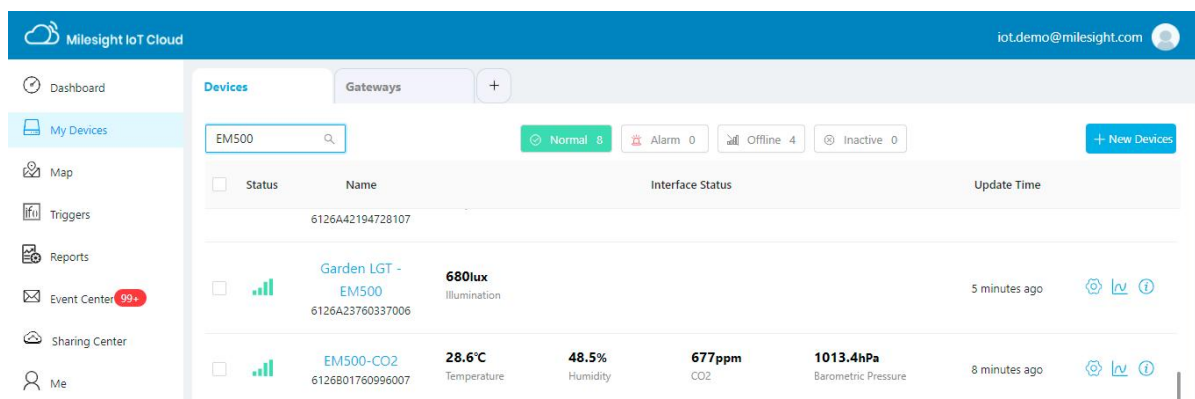 Milesight IoT Cloud
iot.demo@milesight.com
Dashboard
My Devices
Map
Triggers
Reports
Event Center 99+
Sharing Center
Me
Devices
Gateways
+
EM500
Normal 8
Alarm 0
Offline 4
Inactive 0
+ New Devices
Status
Name
Interface Status
Update Time
6126A42194728107
Garden LGT -
EM500
6126A23760337006
680lux
Illumination
5 minutes ago
EM500-CO2
6126B01760996007
28.6℃
Temperature
48.5%
Humidity
677ppm
CO2
1013.4hPa
Barometric Pressure
8 minutes ago